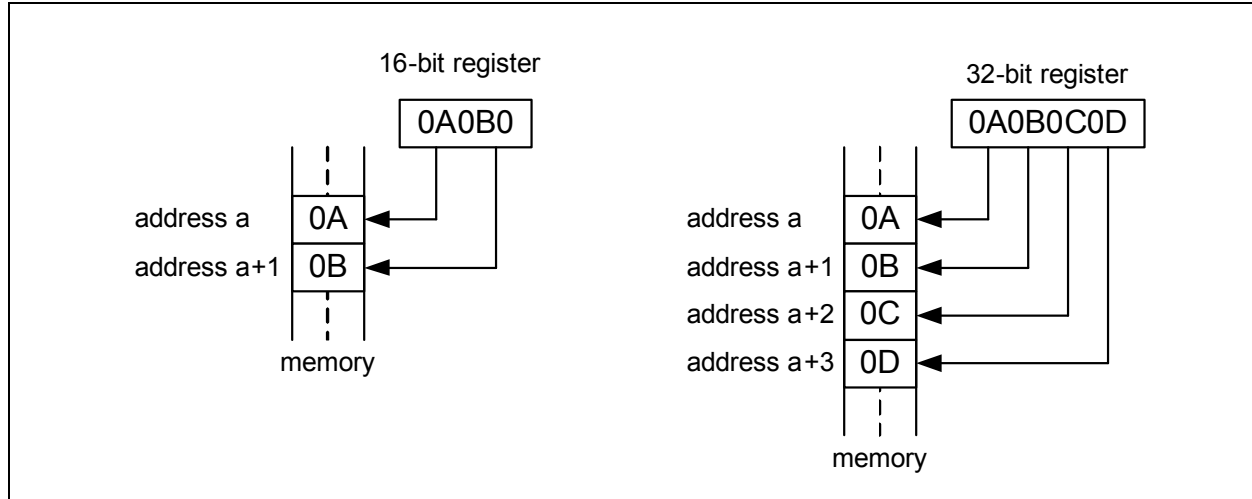 16-bit register
0A0B0
address a
0A
address a+1
0B
memory
32-bit register
0A0B0C0D
address a
0A
address a+1
0B
address a+2
0C
address a+3
0D
memory